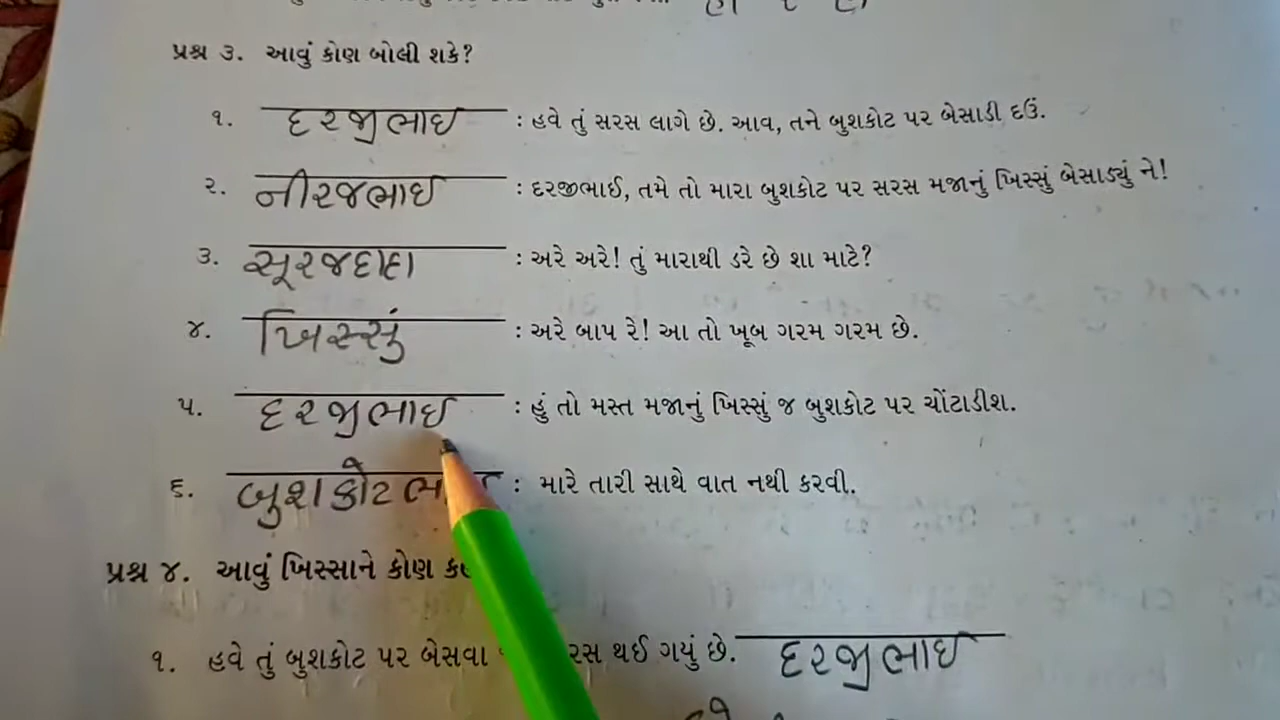 પ્રશ્ન ૩. આવું કોણ બોલી શકે?
૧. દરજીભાઈ : હવે તું સરસ લાગે છે. આવ, તને બુશકોટ પર બેસાડી દઉં.
૨. નીરજભાઈ : દરજીભાઈ, તમે તો મારા બુશકોટ પર સરસ મજાનું ખિસ્સું બેસાડ્યું ને!
૩. સૂરજદાદા : અરે અરે! તું મારાથી ડરે છે શા માટે?
૪. ખિસ્સું : અરે બાપ રે! આ તો ખૂબ ગરમ ગરમ છે.
૫. દરજીભાઈ : હું તો મસ્ત મજાનું ખિસ્સું જ બુશકોટ પર ચોંટાડીશ.
૬. બુશકોટ : મારે તારી સાથે વાત નથી કરવી.
પ્રશ્ન ૪. આવું ખિસ્સાને કોણ
૧. હવે તું બુશકોટ પર બેસવા થઈ ગયું છે. દરજીભાઈ